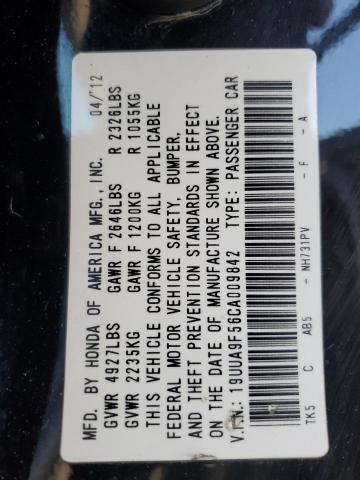 MFD. BY HONDA OF AMERICA MFG.,INC. 04/'12
GVWR 4927LBS GAWR F 2646LBS R 2326LBS
GVWR 2235KG GAWR F 1200KG R 1055KG
THIS VEHICLE CONFORMS TO ALL APPLICABLE
FEDERAL MOTOR VEHICLE SAFETY, BUMPER,
AND THEFT PREVENTION STANDARDS IN EFFECT
ON THE DATE OF MANUFACTURE SHOWN ABOVE.
V.I.N.: 19UUA9F56CA009842 TYPE: PASSENGER CAR
TK5 C AB5 - NH731PV - F - A